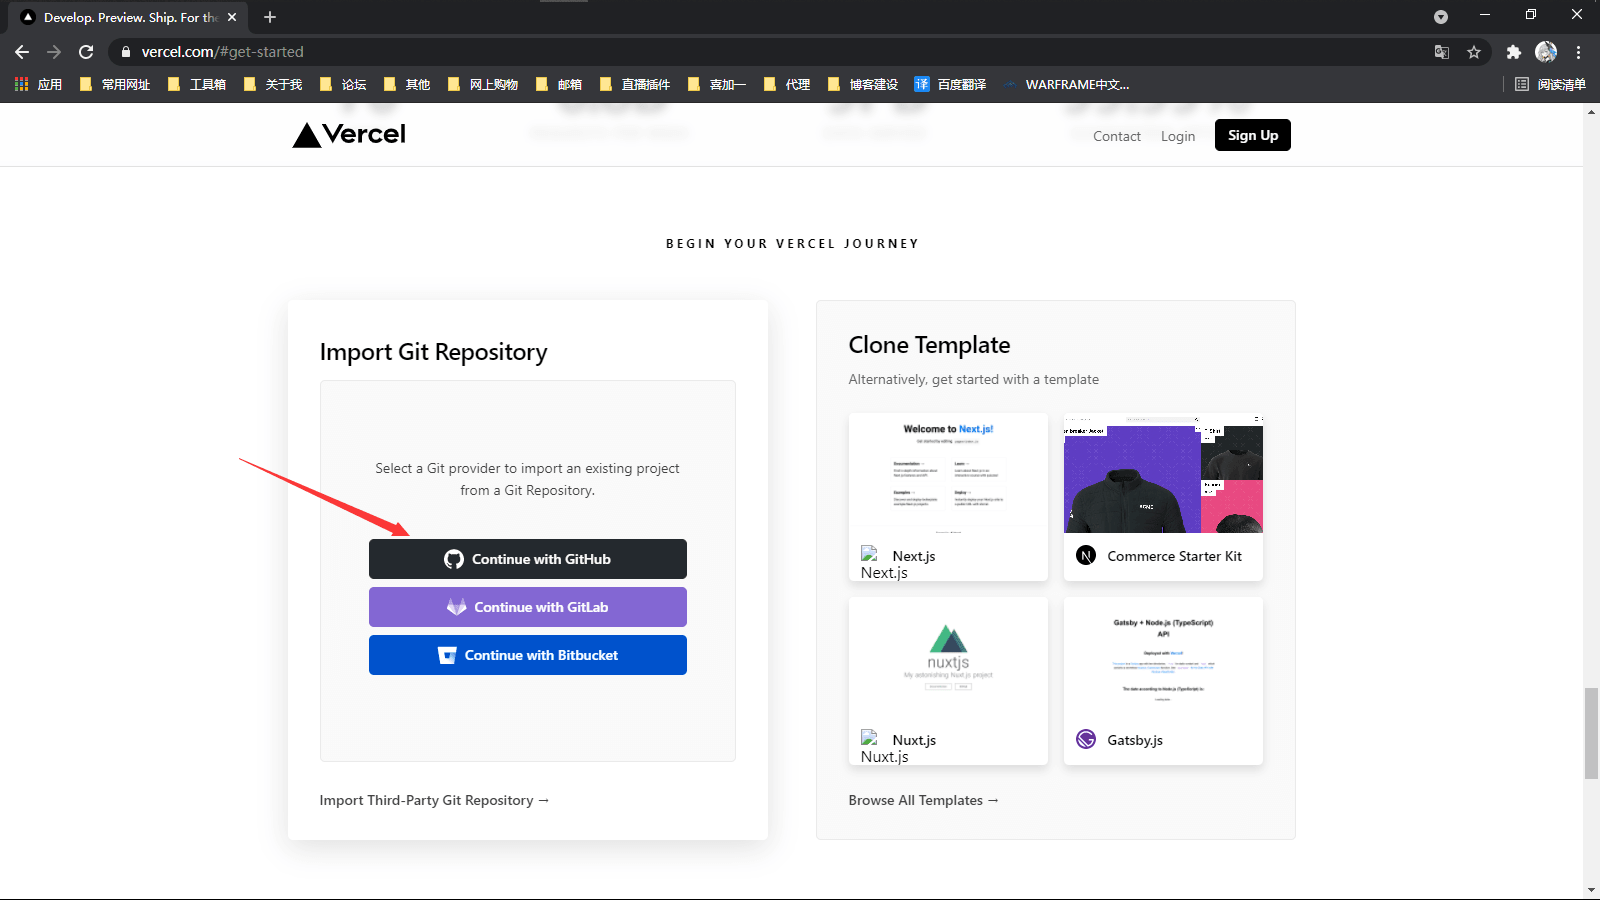 Develop. Preview. Ship. For the
vercel.com/#get-started
应用
常用网址
工具箱
关于我
论坛
其他
网上购物
邮箱
直播插件
喜加一
代理
博客建设
译 百度翻译
WARFRAME中文...
阅读清单
Vercel
Contact
Login
Sign Up
BEGIN YOUR VERCEL JOURNEY
Import Git Repository
Select a Git provider to import an existing project
from a Git Repository.
Continue with GitHub
Continue with GitLab
Continue with Bitbucket
Import Third-Party Git Repository →
Clone Template
Alternatively, get started with a template
Welcome to Next.js!
Next.js
Next.js
Commerce Starter Kit
nuxtjs
My astonishing Nuxt.js project
Nuxt.js
Nuxt.js
Gatsby + Node.js (TypeScript)
API
Gatsby.js
Browse All Templates →